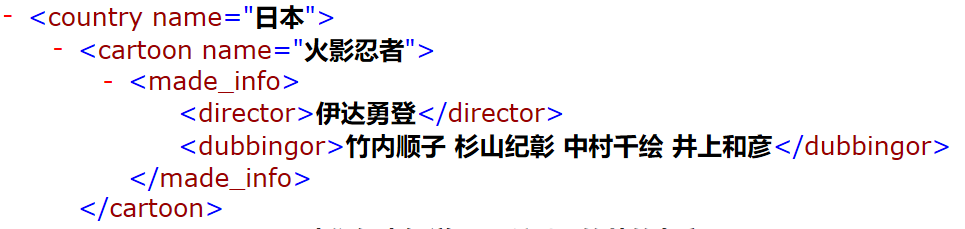 - <country name="日本">
- <cartoon name="火影忍者">
- <made_info>
<director>伊达勇登</director>
<dubbingor>竹内顺子 杉山纪彰 中村千绘 井上和彦</dubbingor>
</made_info>
</cartoon>